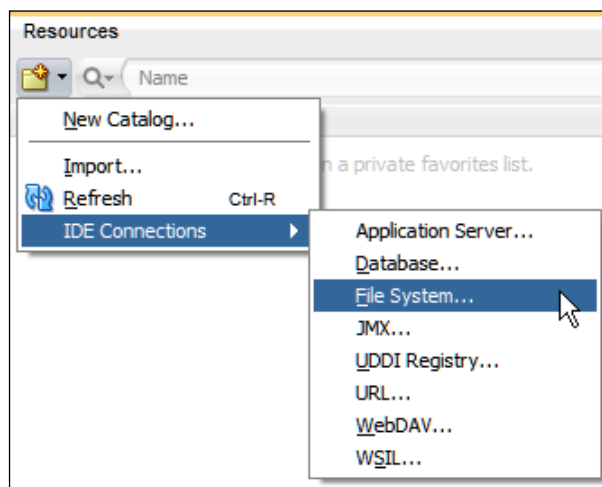 Resources
Name
New Catalog...
Import...
n a private favorites list.
Refresh Ctrl-R
IDE Connections
Application Server...
Database...
File System...
JMX...
UDDI Registry...
URL...
WebDAV...
WSIL...